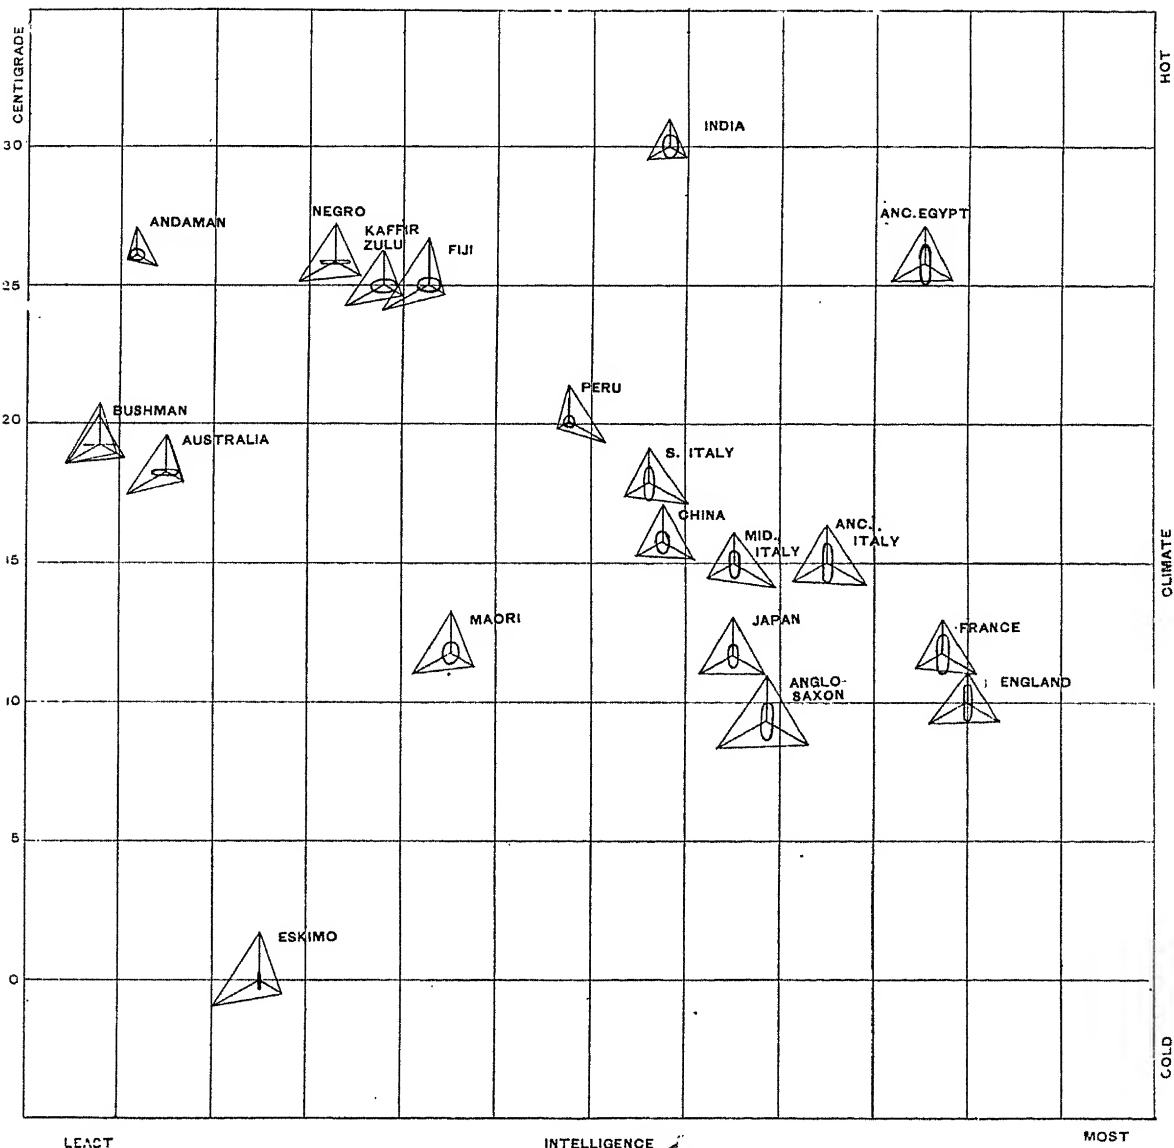 CENTIGRADE
HOT
INDIA
30
NEGRO
ANC. EGYPT
ANDAMAN
KAFFIR
ZULU
FIJI
25
PERU
BUSHMAN
20
AUSTRALIA
S. ITALY
CHINA
ANC.
MID.
ITALY
ITALY
15
CLIMATE
MAORI
JAPAN
FRANCE
ANGLO-
SAXON
ENGLAND
10
5
ESKIMO
0
COLD
LEAST
INTELLIGENCE
MOST